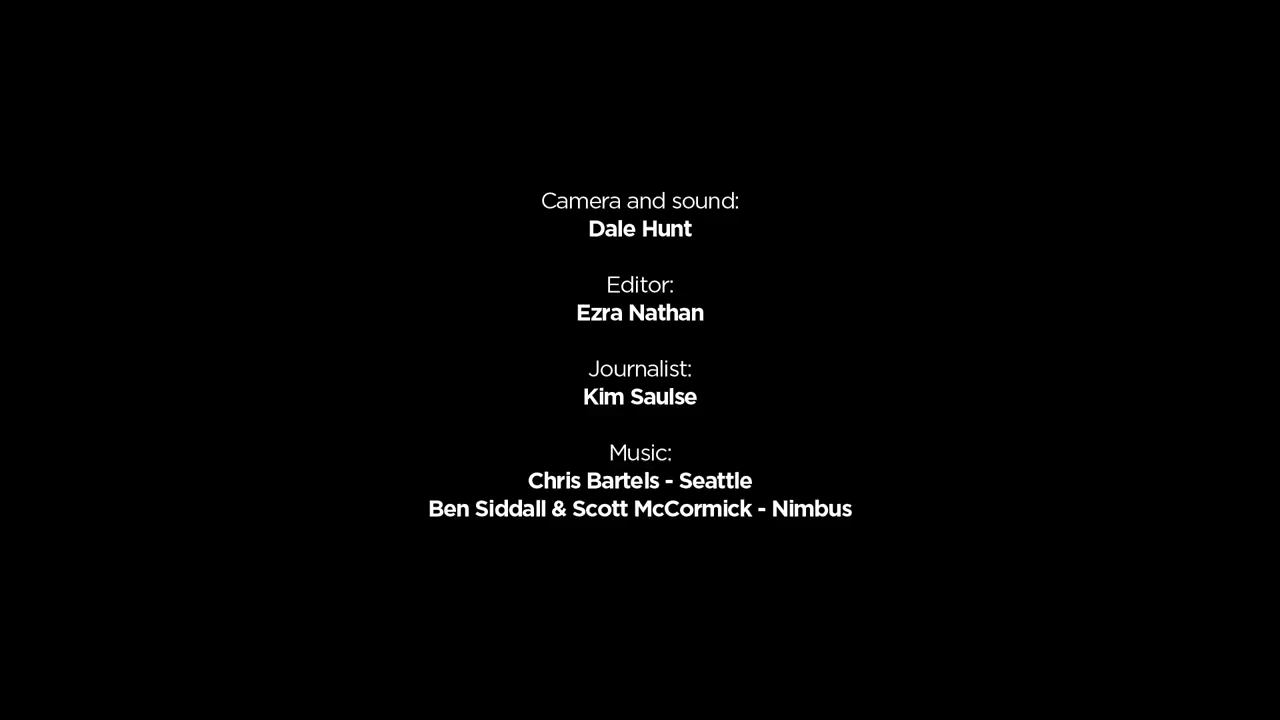 Camera and sound:
Dale Hunt
Editor:
Ezra Nathan
Journalist:
Kim Saulse
Music:
Chris Bartels - Seattle
Ben Siddall & Scott McCormick - Nimbus